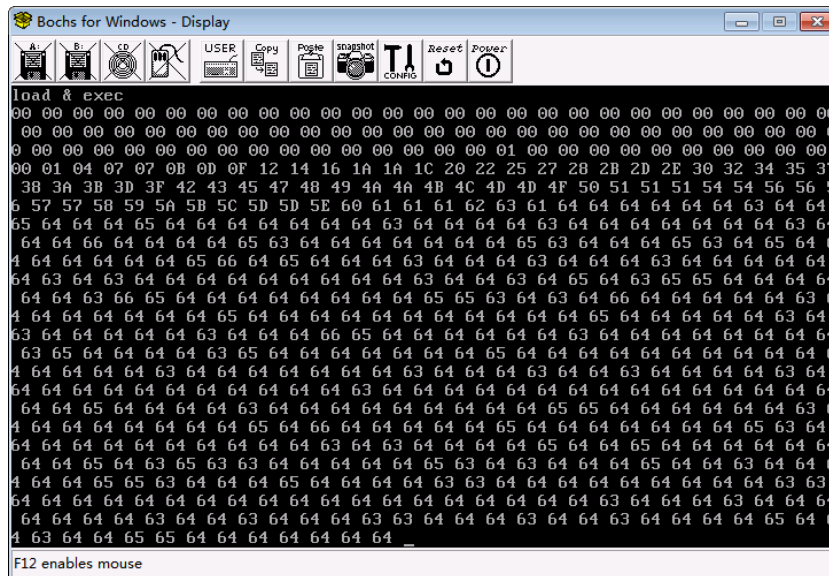 Bochs for Windows - Display
A: B: CD USER Copy Paste snapshot CONFIG Reset Power
load & exec
00 00 00 00 00 00 00 00 00 00 00 00 00 00 00 00 00 00 00 00 00 00 00 00 00 00 0
00 00 00 00 00 00 00 00 00 00 00 00 00 00 00 00 00 00 00 00 00 00 00 00 00 00
0 00 00 00 00 00 00 00 00 00 00 00 00 00 00 00 01 00 00 00 00 00 00 00 00 00 0
00 01 04 07 07 0B 0D 0F 12 14 16 1A 1A 1C 20 22 25 27 28 2B 2D 2E 30 32 34 35 3
38 3A 3B 3D 3F 42 43 45 47 48 49 4A 4A 4B 4C 4D 4D 4F 50 51 51 51 54 54 56 56 5
6 57 57 58 59 5A 5B 5C 5D 5D 5E 60 61 61 61 62 63 61 64 64 64 64 64 64 63 64 64
65 64 64 64 65 64 64 64 64 64 64 64 63 64 64 64 64 63 64 64 64 64 64 64 64 63 6
64 64 66 64 64 64 64 65 63 64 64 64 64 64 64 64 65 63 64 64 64 65 63 64 65 64
4 64 64 64 64 64 65 66 64 65 64 64 64 63 64 64 64 63 64 64 65 64 63 64 64 64 64
64 63 64 63 64 64 64 64 64 64 64 64 64 63 64 64 63 64 65 64 63 65 65 64 64 64 6
64 64 63 66 65 64 64 64 64 64 64 64 64 65 65 63 64 63 64 66 64 64 64 64 64 63
4 64 64 64 64 64 64 65 64 64 64 64 64 64 64 64 64 64 64 65 64 64 64 64 64 63 64
63 64 64 64 64 63 64 64 64 66 65 64 64 64 64 64 64 64 63 64 64 64 64 64 64 64 6
63 65 64 64 64 64 63 65 64 64 64 64 64 64 64 65 64 64 64 64 64 64 64 64 64 64
4 64 64 64 64 63 64 64 64 64 64 64 64 63 64 64 64 63 64 64 63 64 64 64 64 63 64
64 64 64 64 64 64 64 64 64 64 64 63 64 64 64 64 64 64 64 64 64 64 64 64 64 64 6
64 64 65 64 64 64 64 63 64 64 64 64 64 64 64 64 64 64 65 65 64 64 64 64 64 63
4 64 64 64 64 64 64 64 65 64 66 64 64 64 64 64 65 64 64 64 64 64 64 64 65 63 64
64 64 64 64 64 64 64 64 64 64 63 64 63 64 64 64 64 65 64 64 65 64 64 64 64 64 6
64 64 65 64 63 65 63 63 64 64 64 64 64 65 63 64 63 64 64 64 64 65 64 64 63 64
4 64 64 65 65 63 64 64 64 65 64 64 64 64 63 63 64 64 64 64 64 64 64 64 64 63 63
64 64 64 64 64 64 64 64 64 64 64 64 64 64 64 64 64 64 64 63 64 64 64 63 64 64 6
64 64 64 64 63 64 64 63 64 64 64 63 63 64 64 64 63 64 64 63 64 64 64 64 65 64
4 63 64 64 65 65 64 64 64 64 64 64 64 _
F12 enables mouse